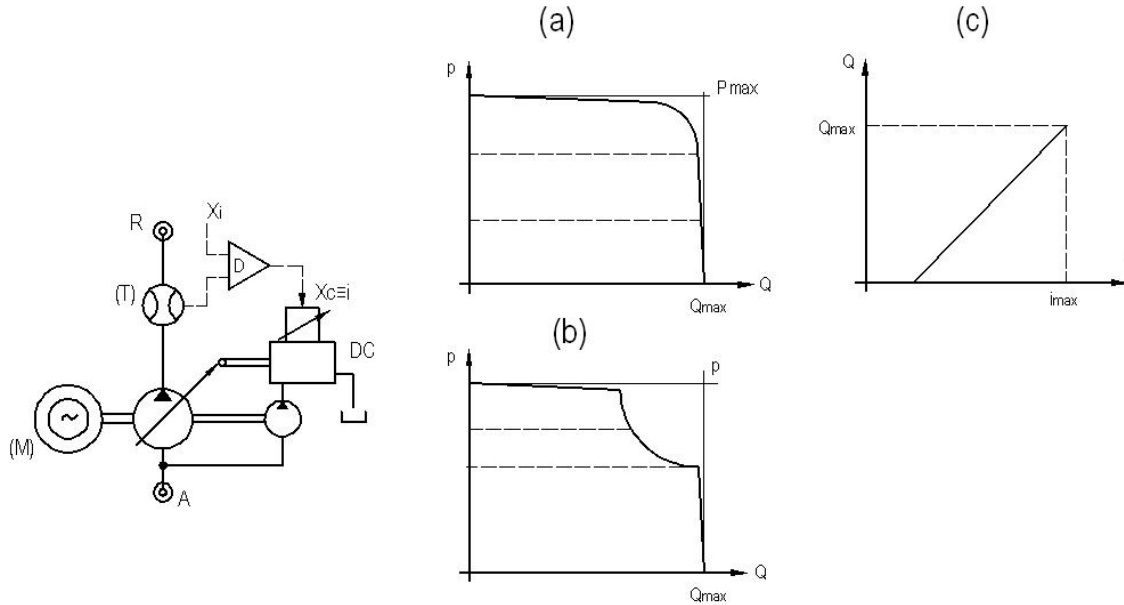 (a)
(c)
p
Pmax
Q
Qmax
imax
Qmax
Q
(b)
p
p
Qmax
Q
R
Xi
D
(T)
Xc≡i
DC
(M)
~
A